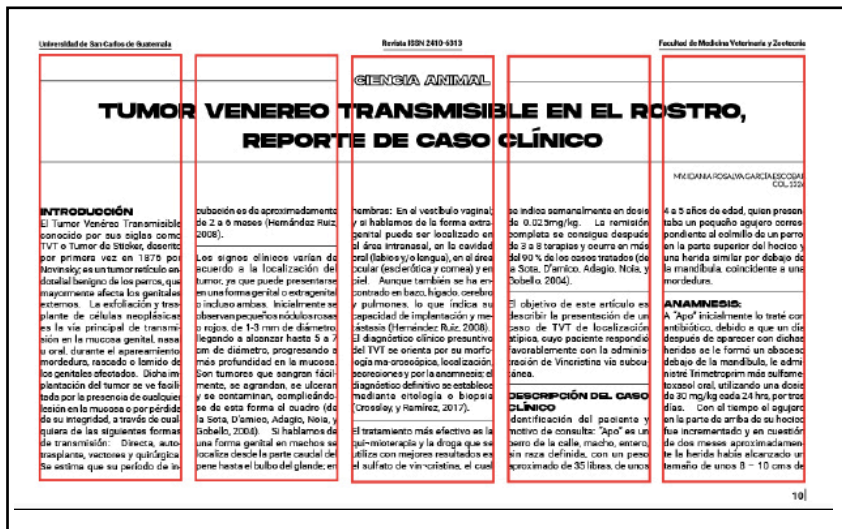 Universidad de San Carlos de Guatemala
Revista ISSN 2410-6313
Facultad de Medicina Veterinaria y Zootecnia
CIENCIA ANIMAL
TUMOR VENEREO TRANSMISIBLE EN EL ROSTRO,
REPORTE DE CASO CLÍNICO
MV. IDANIA ROSALVA GARCÍA ESCOBAR
COL.
INTRODUCCIÓN
El Tumor Venéreo Transmisible
conocido por sus siglas como
TVT o Tumor de Sticker, descrito
por primera vez en 1876 por
Novinsky; es un tumor retículo en-
dotelial benigno de los perros, que
mayormente afecta los genitales
externos. La exfoliación y tras-
plante de células neoplásicas
es la vía principal de transmi-
sión en la mucosa genital, nasal
u oral, durante el apareamiento
mordedura, rascado o lamido de
los genitales afectados. Dicha im-
plantación del tumor se ve facili-
tada por la presencia de cualquier
lesión en la mucosa o por pérdida
de su integridad, a través de cual-
quiera de las siguientes formas
de transmisión: Directa, auto-
trasplante, vectores y quirúrgica.
Se estima que su período de in-
cubación es de aproximadamente
de 2 a 6 meses (Hernández Ruiz,
2008).
Los signos clínicos varían de
acuerdo a la localización del
tumor, ya que puede presentarse
en una forma genital o extragenital
o incluso ambas. Inicialmente se
observan pequeños nódulos rosas
o rojos, de 1-3 mm de diámetro,
llegando a alcanzar hasta 5 a 7
cm de diámetro, progresando a
más profundidad en la mucosa.
Son tumores que sangran fácil-
mente, se agrandan, se ulceran
y se contaminan, complicándo-
se de esta forma el cuadro (de
la Sota, D'amico, Adagio, Noia, y
Gobello, 2004). Si hablamos de
una forma genital en machos se
localiza desde la parte caudal del
pene hasta el bulbo del glande; en
hembras: En el vestíbulo vaginal;
y si hablamos de la forma extra-
genital puede ser localizado en
el área intranasal, en la cavidad
oral (labios y/o lengua), en el área
ocular (esclerótica y cornea) y en
piel. Aunque también se ha en-
contrado en bazo, hígado, cerebro
y pulmones, lo que indica su
capacidad de implantación y me-
tástasis (Hernández Ruiz, 2008).
El diagnóstico clínico presuntivo
del TVT se orienta por su morfo-
logía ma-croscópica, localización,
secreciones y por la anamnesis; el
diagnóstico definitivo se establece
mediante citología o biopsia
(Crossley, y Ramírez, 2017).
El tratamiento más efectivo es la
qui-mioterapia y la droga que se
utiliza con mejores resultados es
el sulfato de vin-cristina, el cual
se indica semanalmente en dosis
de 0.025mg/kg. La remisión
completa se consigue después
de 3 a 8 terapias y ocurre en más
del 90 % de los casos tratados (de
la Sota, D'amico, Adagio, Noia, y
Gobello, 2004).
El objetivo de este artículo es
describir la presentación de un
caso de TVT de localización
atípica, cuyo paciente respondió
favorablemente con la adminis-
tración de Vincristina vía subcu-
tánea.
DESCRIPCIÓN DEL CASO
CLÍNICO
Identificación del paciente y
motivo de consulta: "Apo" es un
perro de la calle, macho, entero,
sin raza definida, con un peso
aproximado de 35 libras, de unos
4 a 5 años de edad, quien presen-
taba un pequeño agujero corres-
pondiente al colmillo de un perro
en la parte superior del hocico y
una herida similar por debajo de
la mandíbula, coincidente a una
mordedura.
ANAMNESIS:
A "Apo" inicialmente lo traté con
antibiótico, debido a que un día
después de aparecer con dichas
heridas se le formó un absceso
debajo de la mandíbula, le admi-
nistré Trimetroprim más sulfame-
toxasol oral, utilizando una dosis
de 30 mg/kg cada 24 hrs, por tres
días. Con el tiempo el agujero
en la parte de arriba de su hocico
fue incrementado y en cuestión
de dos meses aproximadamen-
te la herida había alcanzado un
tamaño de unos 8 – 10 cms de
10